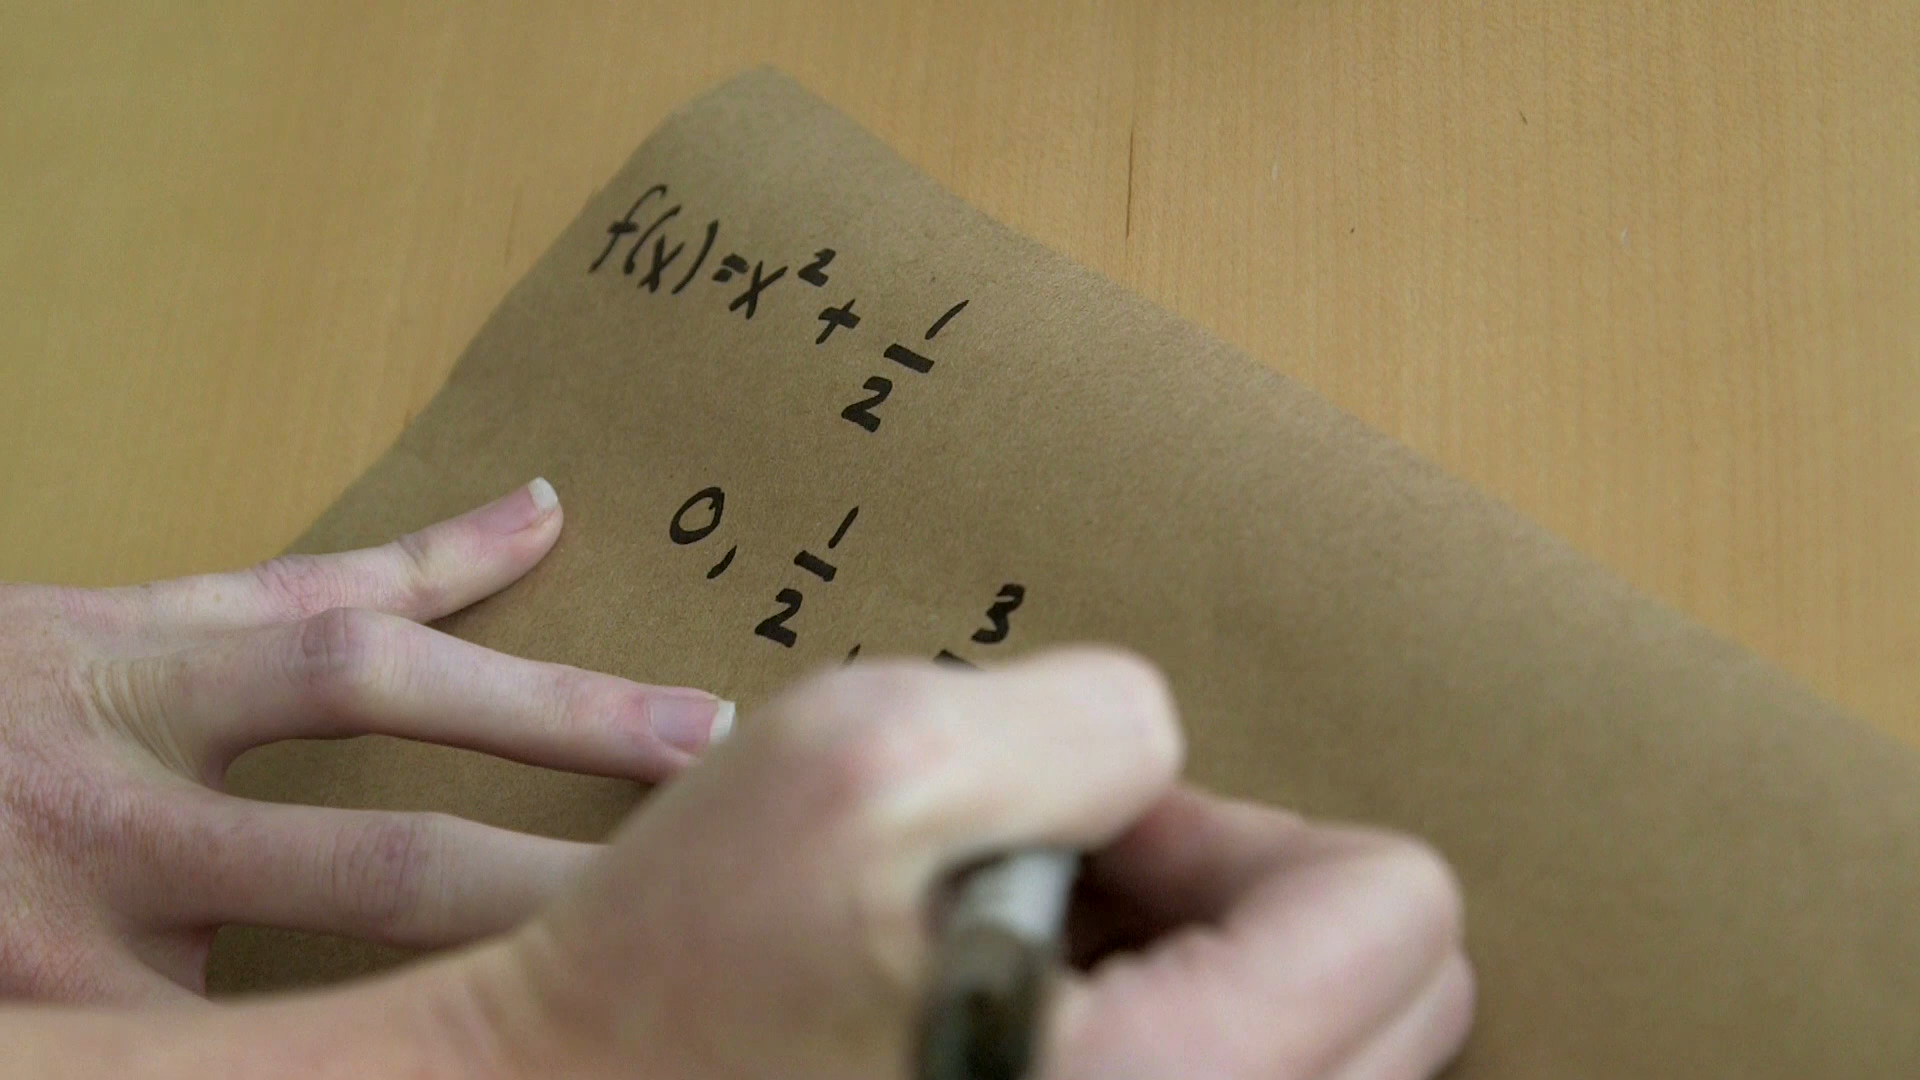 f(x)=x²+1/2
0, 1/2, 3